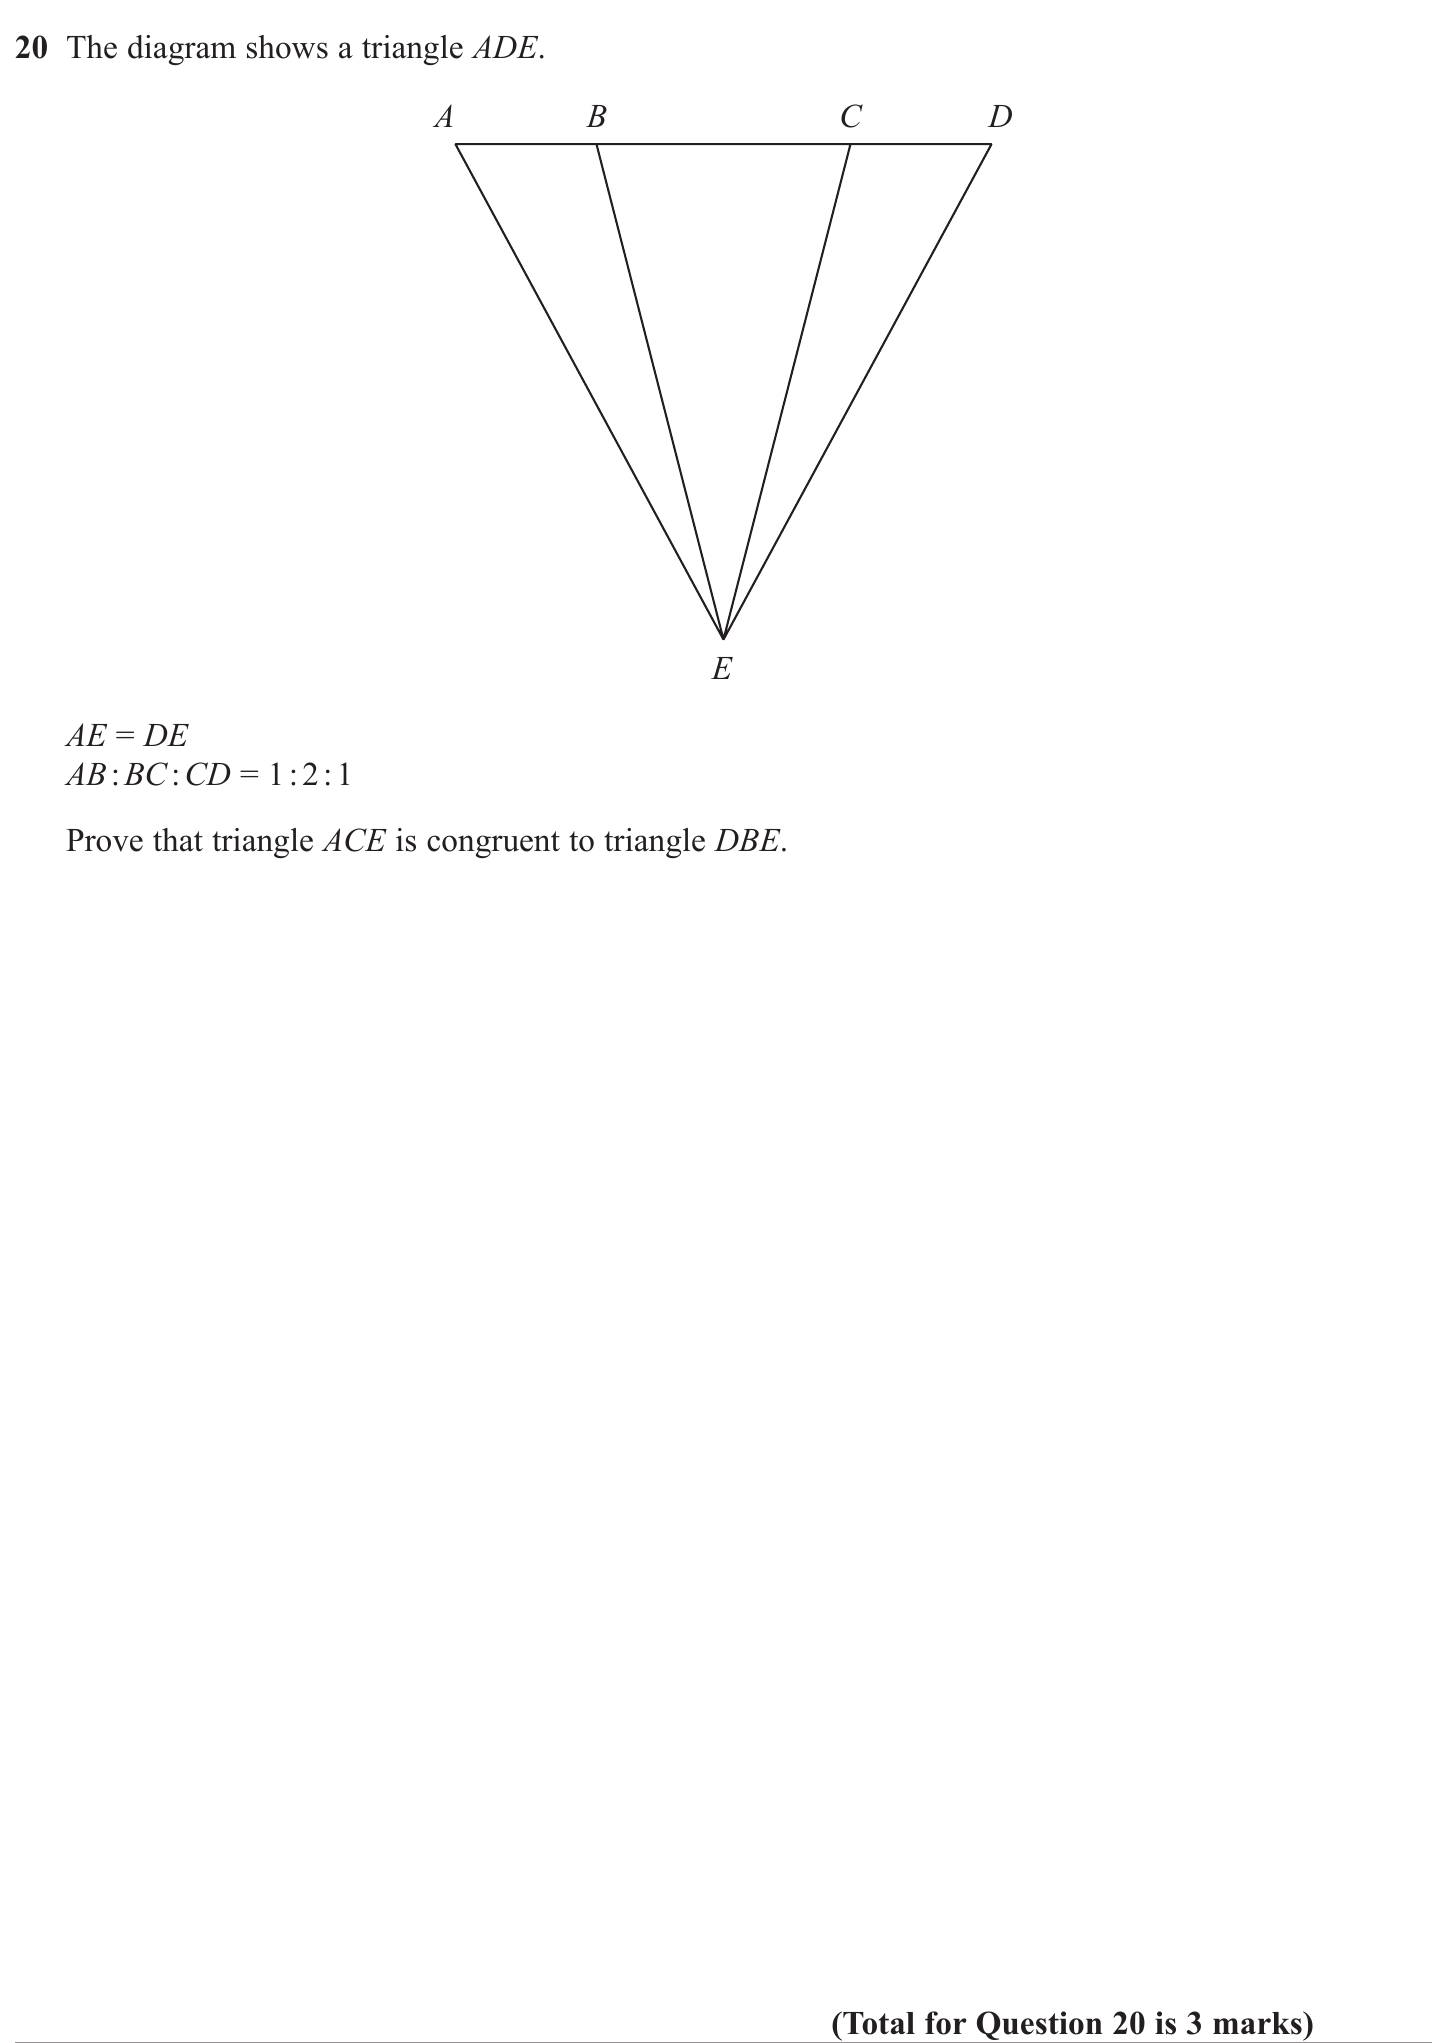 20 The diagram shows a triangle ADE.
A B C D
E
AE = DE
AB : BC : CD = 1 : 2 : 1
Prove that triangle ACE is congruent to triangle DBE.
(Total for Question 20 is 3 marks)